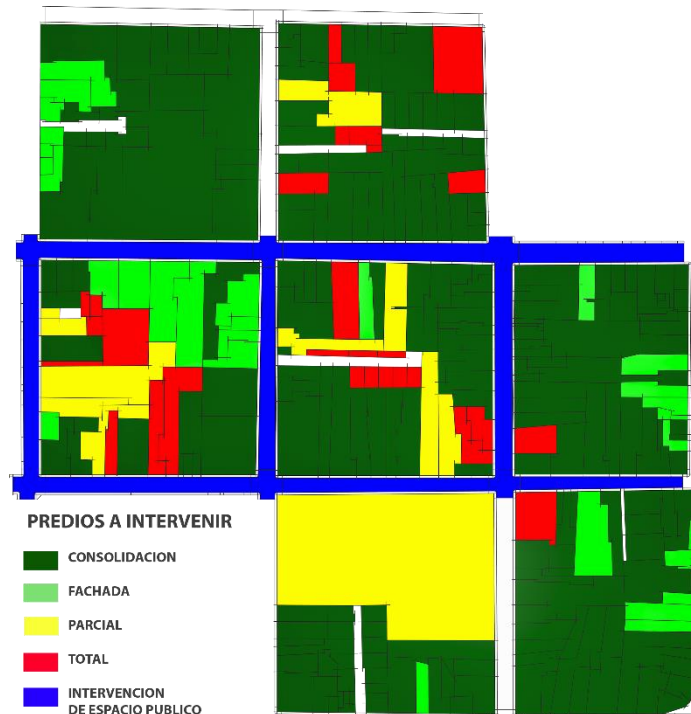 PREDIOS A INTERVENIR
CONSOLIDACION
FACHADA
PARCIAL
TOTAL
INTERVENCION
DE ESPACIO PUBLICO